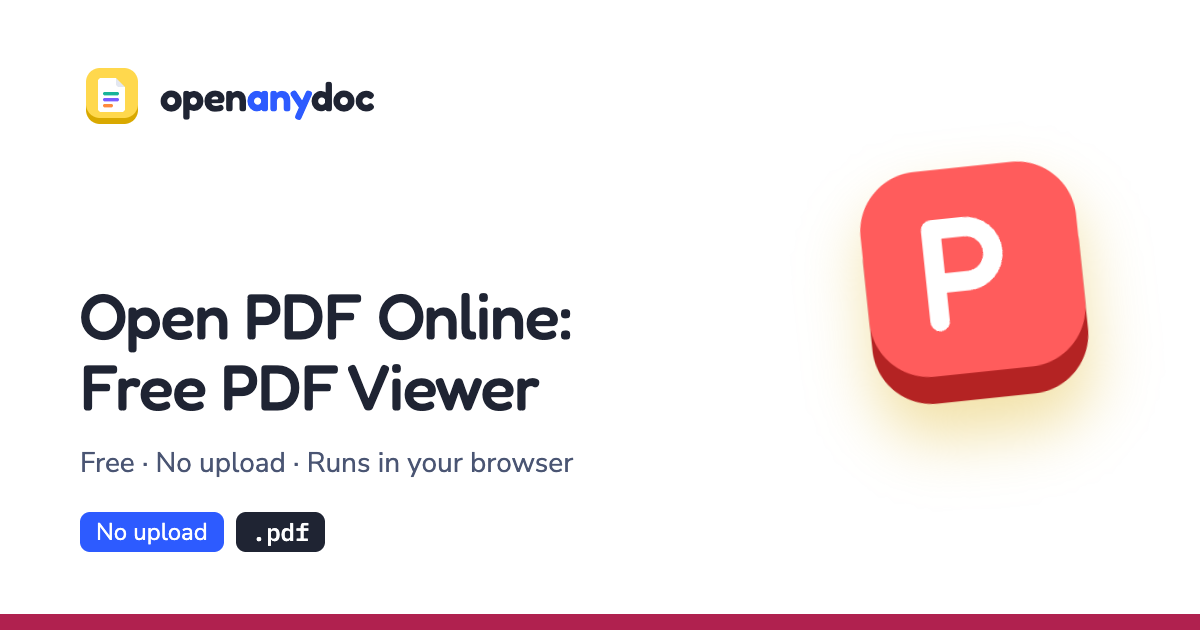 openanydoc
P
Open PDF Online:
Free PDF Viewer
Free · No upload · Runs in your browser
No upload
.pdf